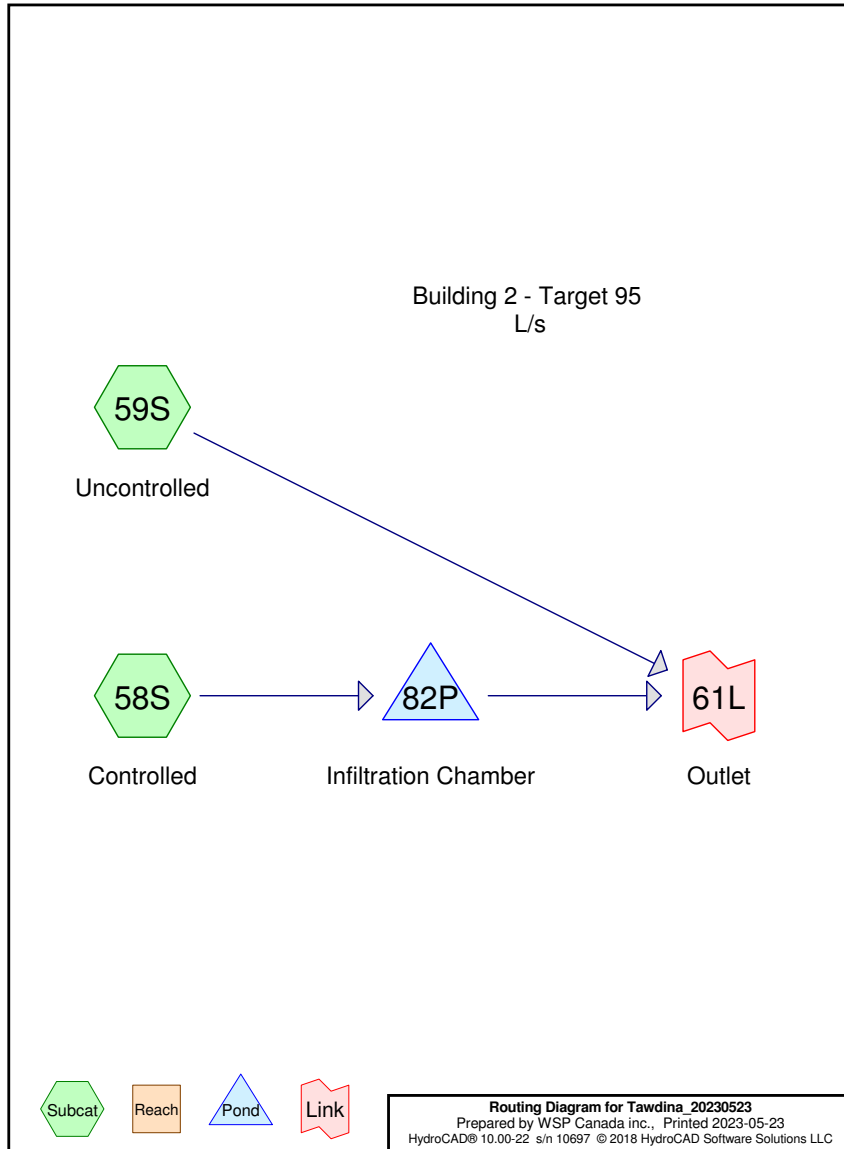 Building 2 - Target 95
L/s
59S
Uncontrolled
58S
82P
61L
Controlled
Infiltration Chamber
Outlet
Subcat
Reach
Pond
Link
Routing Diagram for Tawdina_20230523
Prepared by WSP Canada inc., Printed 2023-05-23
HydroCAD® 10.00-22 s/n 10697 © 2018 HydroCAD Software Solutions LLC